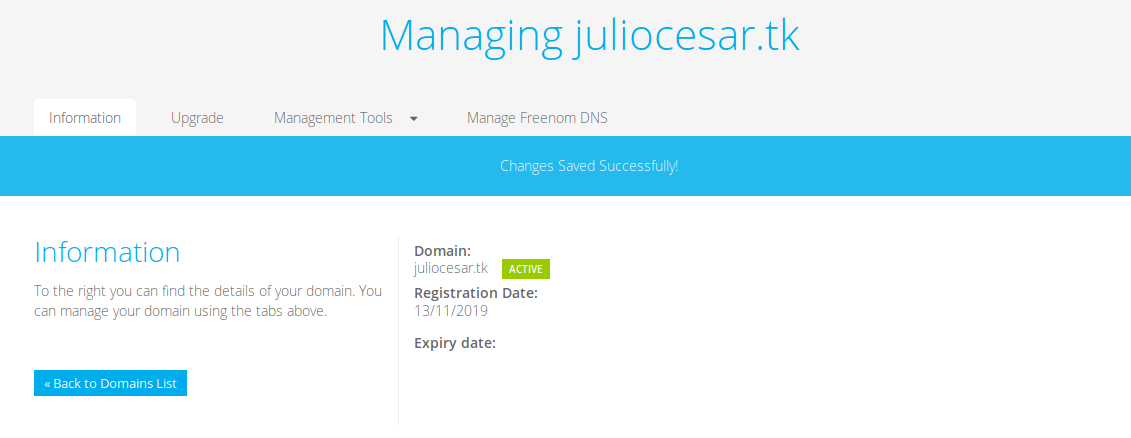 Managing juliocesar.tk
Information
Upgrade
Management Tools
Manage Freenom DNS
Changes Saved Successfully!
Information
To the right you can find the details of your domain. You
can manage your domain using the tabs above.
« Back to Domains List
Domain:
juliocesar.tk ACTIVE
Registration Date:
13/11/2019
Expiry date: